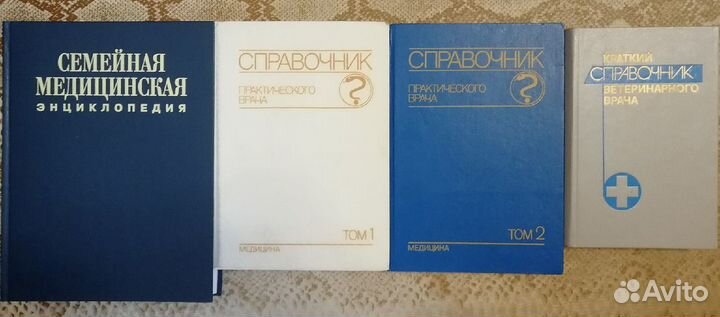 СЕМЕЙНАЯ
МЕДИЦИНСКАЯ
ЭНЦИКЛОПЕДИЯ
СПРАВОЧНИК
ПРАКТИЧЕСКОГО
ВРАЧА
?
ТОМ 1
МЕДИЦИНА
СПРАВОЧНИК
ПРАКТИЧЕСКОГО
ВРАЧА
?
ТОМ 2
МЕДИЦИНА
КРАТКИЙ
СПРАВОЧНИК
ВЕТЕРИНАРНОГО
ВРАЧА
Avito